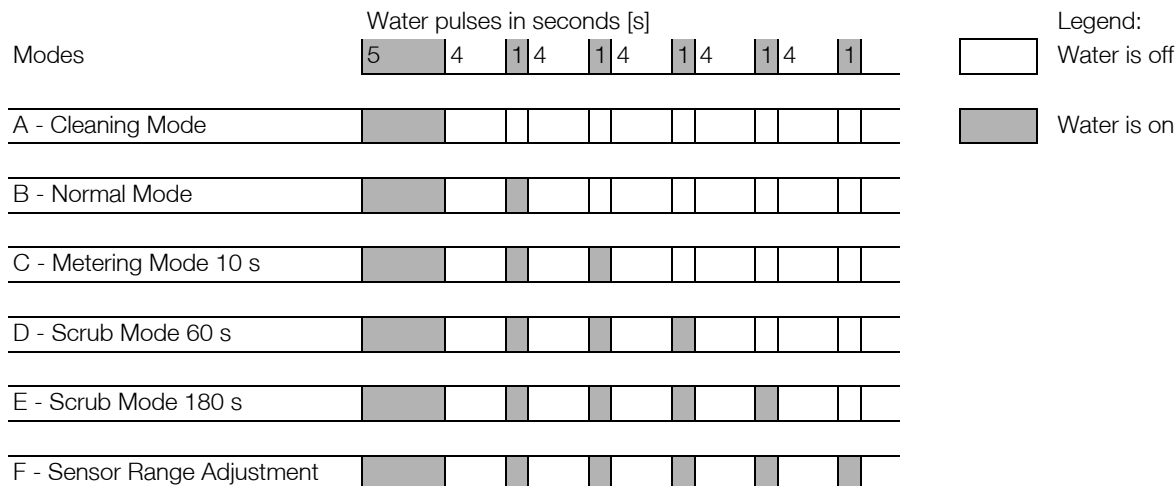 Water pulses in seconds [s]
Legend:
Modes 5 4 1 4 1 4 1 4 1 4 1
Water is off
A - Cleaning Mode
Water is on
B - Normal Mode
C - Metering Mode 10 s
D - Scrub Mode 60 s
E - Scrub Mode 180 s
F - Sensor Range Adjustment